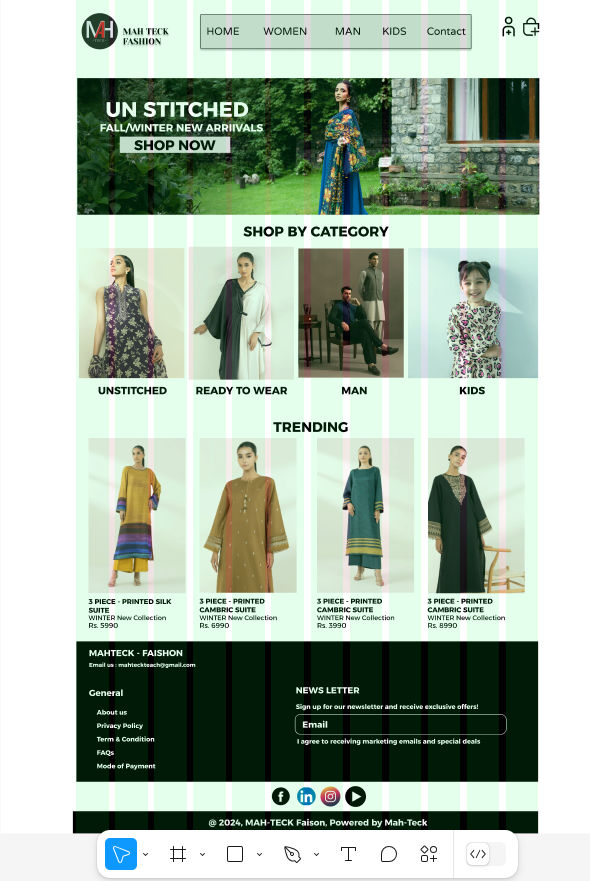 MAH
TECK
MAH TECK
FASHION
HOME WOMEN MAN KIDS Contact
UN STITCHED
FALL/WINTER NEW ARRIIVALS
SHOP NOW
SHOP BY CATEGORY
UNSTITCHED READY TO WEAR MAN KIDS
TRENDING
3 PIECE - PRINTED SILK
SUITE
WINTER New Collection
Rs. 5990
3 PIECE - PRINTED
CAMBRIC SUITE
WINTER New Collection
Rs. 6990
3 PIECE - PRINTED
CAMBRIC SUITE
WINTER New Collection
Rs. 3990
3 PIECE - PRINTED
CAMBRIC SUITE
WINTER New Collection
Rs. 8990
MAHTECK - FAISHON
Email us : mahteckteach@gmail.com
General
About us
Privacy Policy
Term & Condition
FAQs
Mode of Payment
NEWS LETTER
Sign up for our newsletter and receive exclusive offers!
Email
I agree to receiving marketing emails and special deals
f in
@ 2024, MAH-TECK Faison, Powered by Mah-Teck